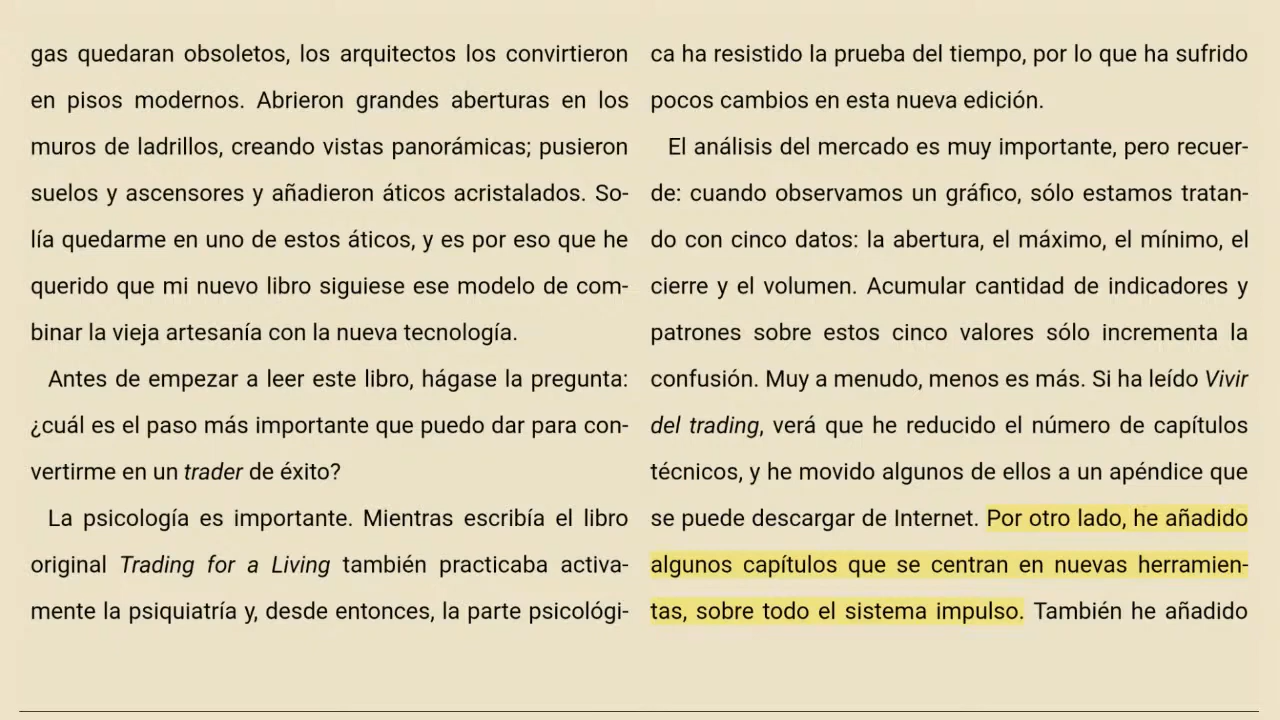 gas quedaran obsoletos, los arquitectos los convirtieron
en pisos modernos. Abrieron grandes aberturas en los
muros de ladrillos, creando vistas panorámicas; pusieron
suelos y ascensores y añadieron áticos acristalados. So-
lía quedarme en uno de estos áticos, y es por eso que he
querido que mi nuevo libro siguiese ese modelo de com-
binar la vieja artesanía con la nueva tecnología.
Antes de empezar a leer este libro, hágase la pregunta:
¿cuál es el paso más importante que puedo dar para con-
vertirme en un trader de éxito?
La psicología es importante. Mientras escribía el libro
original Trading for a Living también practicaba activa-
mente la psiquiatría y, desde entonces, la parte psicológi-
ca ha resistido la prueba del tiempo, por lo que ha sufrido
pocos cambios en esta nueva edición.
El análisis del mercado es muy importante, pero recuer-
de: cuando observamos un gráfico, sólo estamos tratan-
do con cinco datos: la abertura, el máximo, el mínimo, el
cierre y el volumen. Acumular cantidad de indicadores y
patrones sobre estos cinco valores sólo incrementa la
confusión. Muy a menudo, menos es más. Si ha leído Vivir
del trading, verá que he reducido el número de capítulos
técnicos, y he movido algunos de ellos a un apéndice que
se puede descargar de Internet. Por otro lado, he añadido
algunos capítulos que se centran en nuevas herramien-
tas, sobre todo el sistema impulso. También he añadido